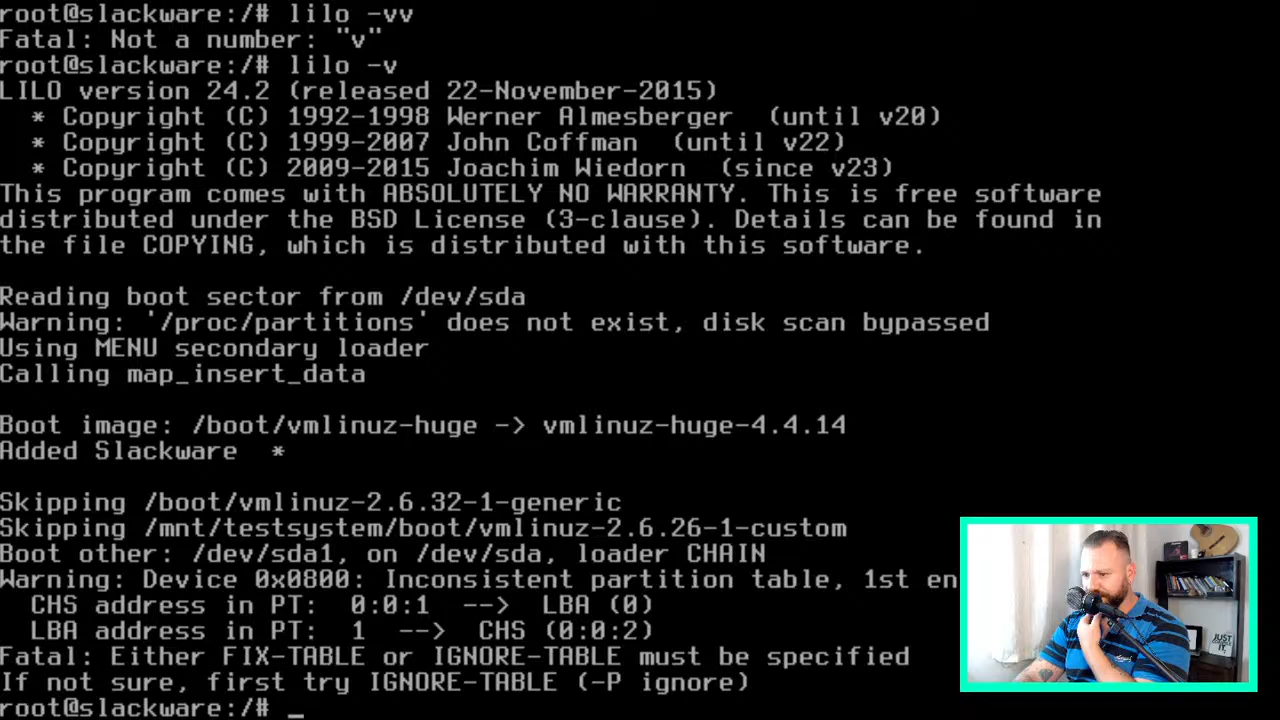 root@slackware:/# lilo -vv
Fatal: Not a number: "v"
root@slackware:/# lilo -v
LILO version 24.2 (released 22-November-2015)
* Copyright (C) 1992-1998 Werner Almesberger (until v20)
* Copyright (C) 1999-2007 John Coffman (until v22)
* Copyright (C) 2009-2015 Joachim Wiedorn (since v23)
This program comes with ABSOLUTELY NO WARRANTY. This is free software
distributed under the BSD License (3-clause). Details can be found in
the file COPYING, which is distributed with this software.
Reading boot sector from /dev/sda
Warning: '/proc/partitions' does not exist, disk scan bypassed
Using MENU secondary loader
Calling map_insert_data
Boot image: /boot/vmlinuz-huge -> vmlinuz-huge-4.4.14
Added Slackware *
Skipping /boot/vmlinuz-2.6.32-1-generic
Skipping /mnt/testsystem/boot/vmlinuz-2.6.26-1-custom
Boot other: /dev/sda1, on /dev/sda, loader CHAIN
Warning: Device 0x0800: Inconsistent partition table, 1st en
CHS address in PT: 0:0:1 --> LBA (0)
LBA address in PT: 1 --> CHS (0:0:2)
Fatal: Either FIX-TABLE or IGNORE-TABLE must be specified
If not sure, first try IGNORE-TABLE (-P ignore)
root@slackware:/# _
JUST